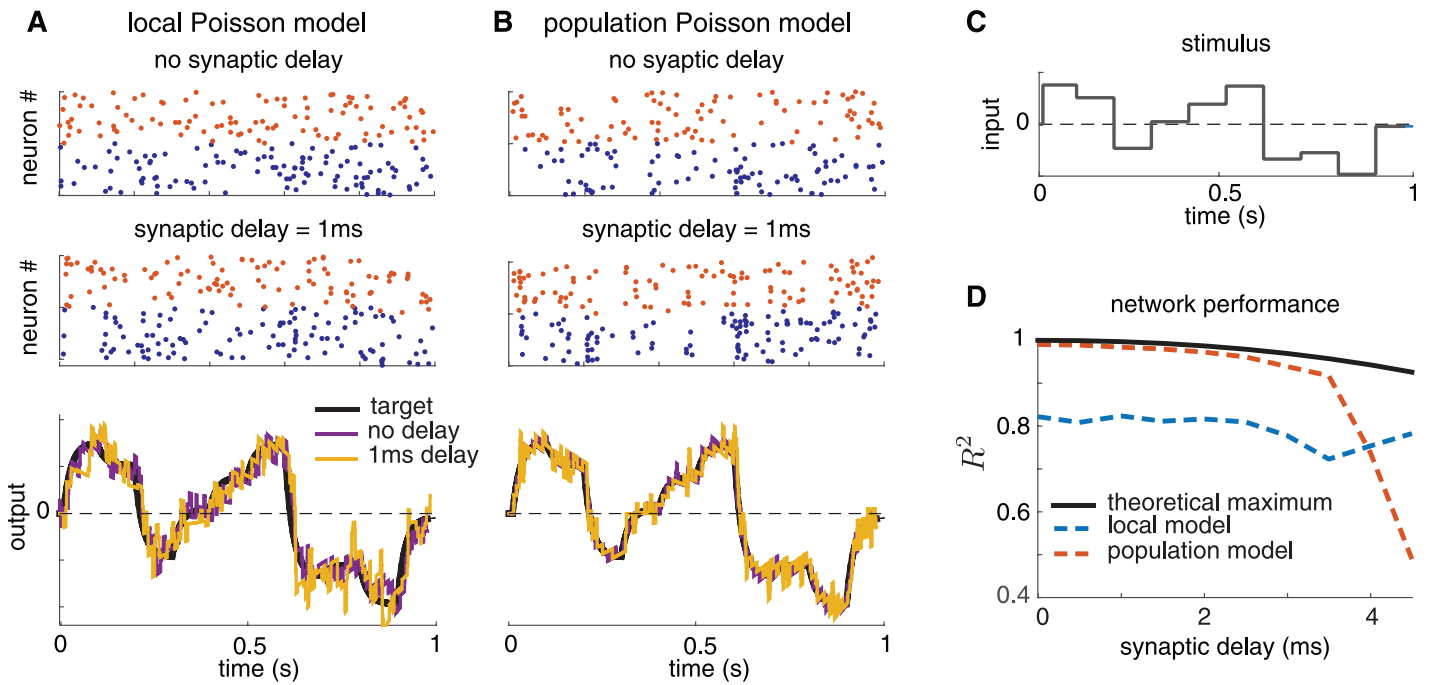 A
local Poisson model
no synaptic delay
neuron #
synaptic delay = 1ms
neuron #
target
no delay
1ms delay
output
0
0
0.5
1
time (s)
B
population Poisson model
no syaptic delay
synaptic delay = 1ms
0
0.5
1
time (s)
C
stimulus
input
0
0
0.5
1
time (s)
D
network performance
R²
1
0.8
0.6
0.4
theoretical maximum
local model
population model
0
2
4
synaptic delay (ms)